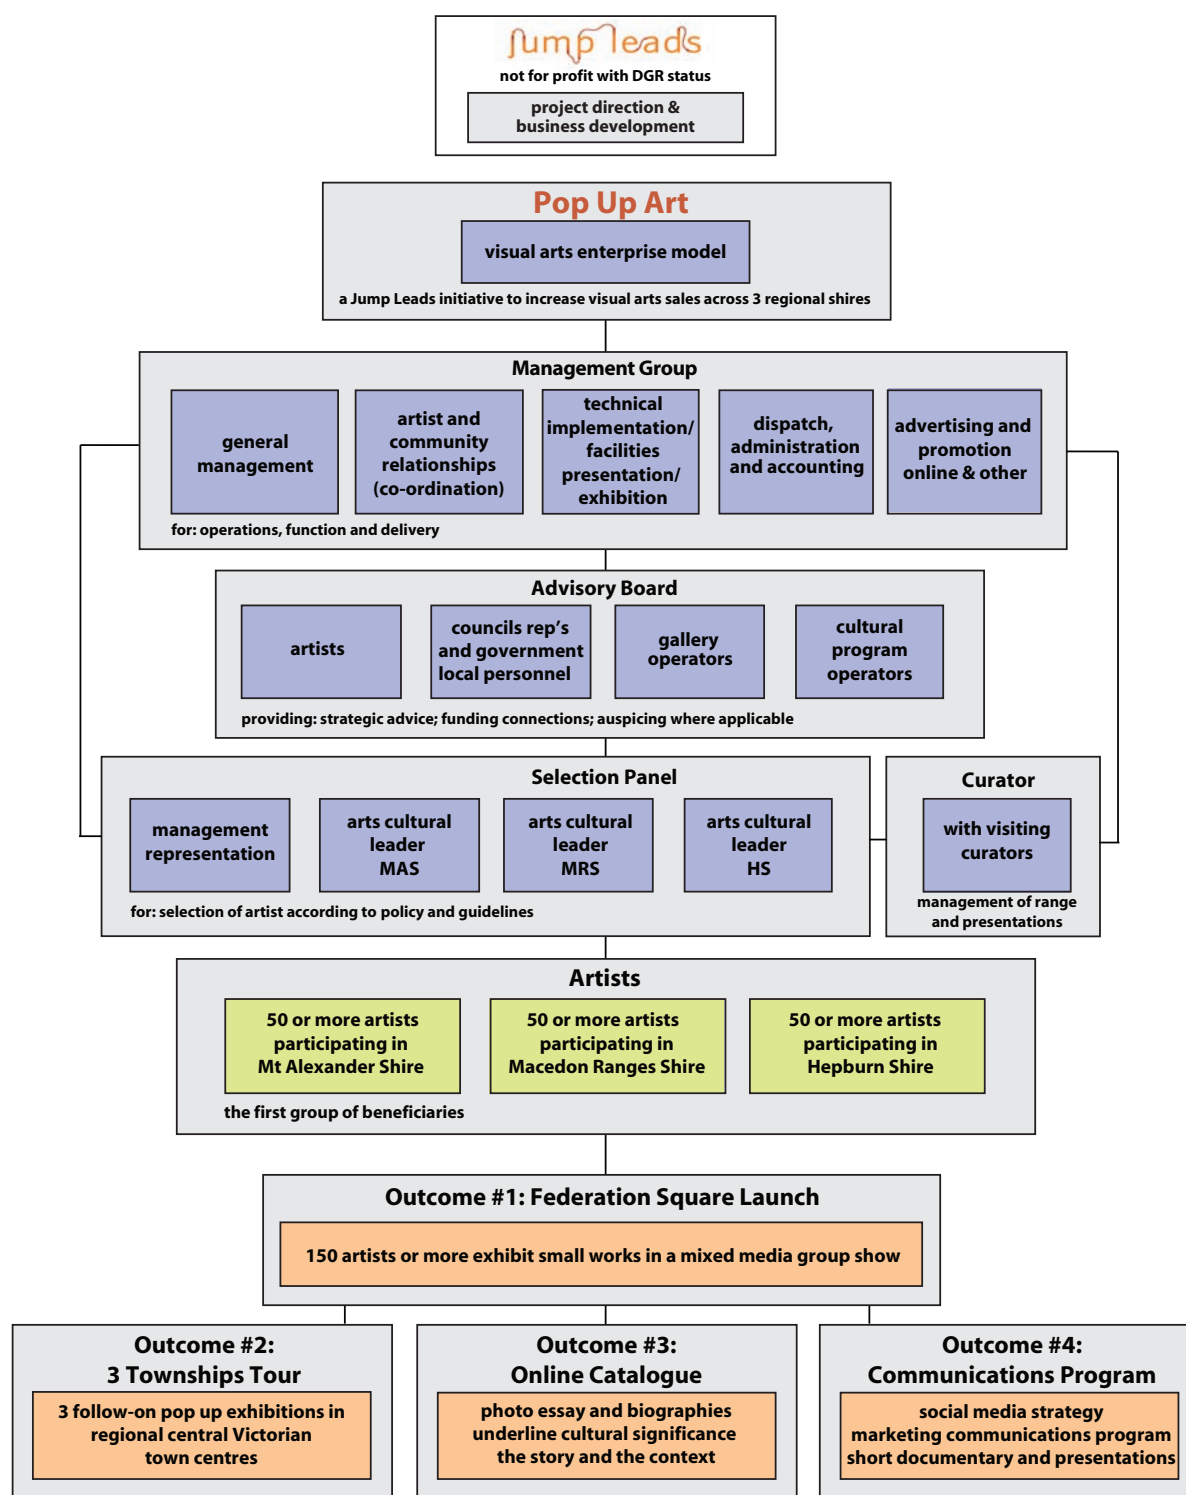 jump leads
not for profit with DGR status
project direction &
business development
Pop Up Art
visual arts enterprise model
a Jump Leads initiative to increase visual arts sales across 3 regional shires
Management Group
general
management
artist and
community
relationships
(co-ordination)
technical
implementation/
facilities
presentation/
exhibition
dispatch,
administration
and accounting
advertising and
promotion
online & other
for: operations, function and delivery
Advisory Board
artists
councils rep's
and government
local personnel
gallery
operators
cultural
program
operators
providing: strategic advice; funding connections; auspicing where applicable
Selection Panel
management
representation
arts cultural
leader
MAS
arts cultural
leader
MRS
arts cultural
leader
HS
for: selection of artist according to policy and guidelines
Curator
with visiting
curators
management of range
and presentations
Artists
50 or more artists
participating in
Mt Alexander Shire
50 or more artists
participating in
Macedon Ranges Shire
50 or more artists
participating in
Hepburn Shire
the first group of beneficiaries
Outcome #1: Federation Square Launch
150 artists or more exhibit small works in a mixed media group show
Outcome #2:
3 Townships Tour
3 follow-on pop up exhibitions in
regional central Victorian
town centres
Outcome #3:
Online Catalogue
photo essay and biographies
underline cultural significance
the story and the context
Outcome #4:
Communications Program
social media strategy
marketing communications program
short documentary and presentations